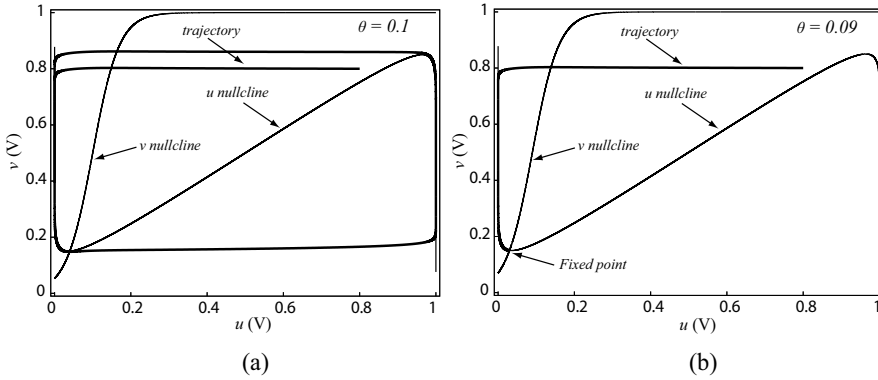 θ = 0.1
trajectory
u nullcline
v nullcline
v (V)
1
0.8
0.6
0.4
0.2
0
0 0.2 0.4 0.6 0.8 1
u (V)
(a)
θ = 0.09
trajectory
u nullcline
v nullcline
Fixed point
v (V)
1
0.8
0.6
0.4
0.2
0
0 0.2 0.4 0.6 0.8 1
u (V)
(b)